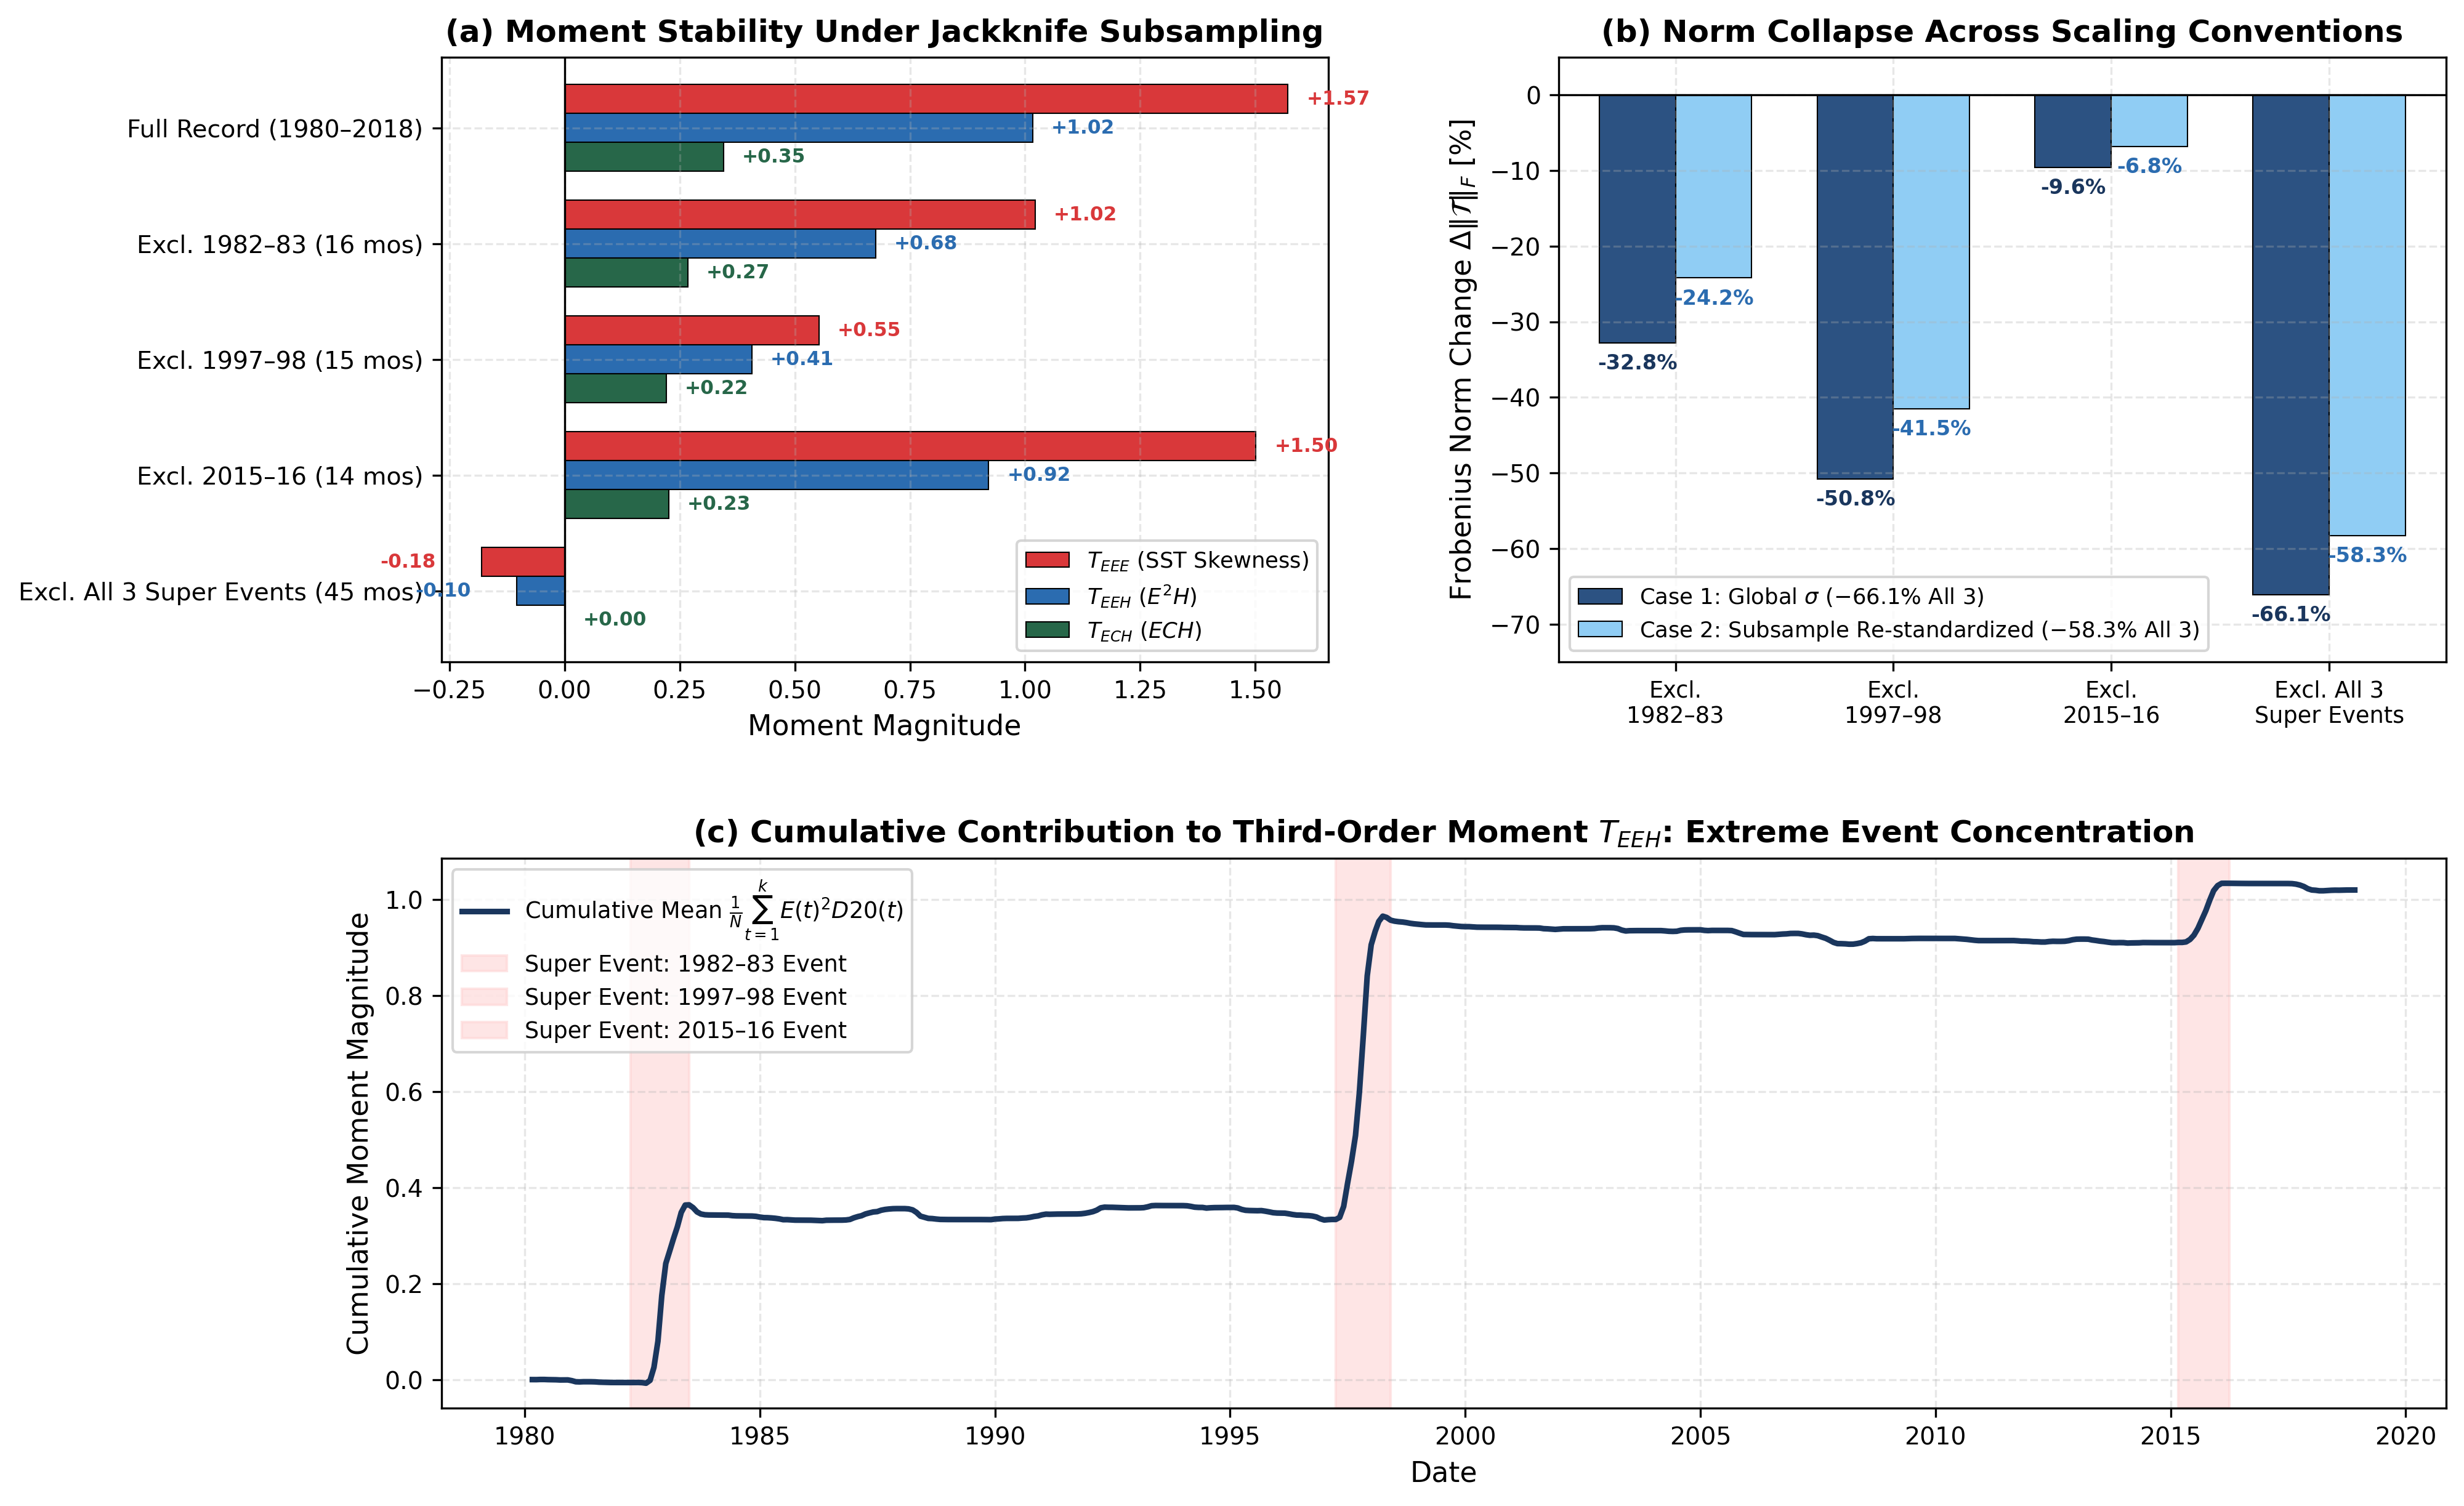 (a) Moment Stability Under Jackknife Subsampling
Full Record (1980–2018)
+1.57
+1.02
+0.35
Excl. 1982–83 (16 mos)
+1.02
+0.68
+0.27
Excl. 1997–98 (15 mos)
+0.55
+0.41
+0.22
Excl. 2015–16 (14 mos)
+1.50
+0.92
+0.23
Excl. All 3 Super Events (45 mos)
-0.18
-0.10
+0.00
T_EEE (SST Skewness)
T_EEH (E²H)
T_ECH (ECH)
−0.25 0.00 0.25 0.50 0.75 1.00 1.25 1.50
Moment Magnitude
(b) Norm Collapse Across Scaling Conventions
Frobenius Norm Change Δ‖𝒯‖_F [%]
0
−10
−20
−30
−40
−50
−60
−70
-32.8%
-24.2%
-50.8%
-41.5%
-9.6%
-6.8%
-66.1%
-58.3%
Case 1: Global σ (−66.1% All 3)
Case 2: Subsample Re-standardized (−58.3% All 3)
Excl.
1982–83
Excl.
1997–98
Excl.
2015–16
Excl. All 3
Super Events
(c) Cumulative Contribution to Third-Order Moment T_EEH: Extreme Event Concentration
Cumulative Moment Magnitude
1.0
0.8
0.6
0.4
0.2
0.0
Cumulative Mean 1/N ∑_{t=1}^{k} E(t)²D20(t)
Super Event: 1982–83 Event
Super Event: 1997–98 Event
Super Event: 2015–16 Event
1980 1985 1990 1995 2000 2005 2010 2015 2020
Date